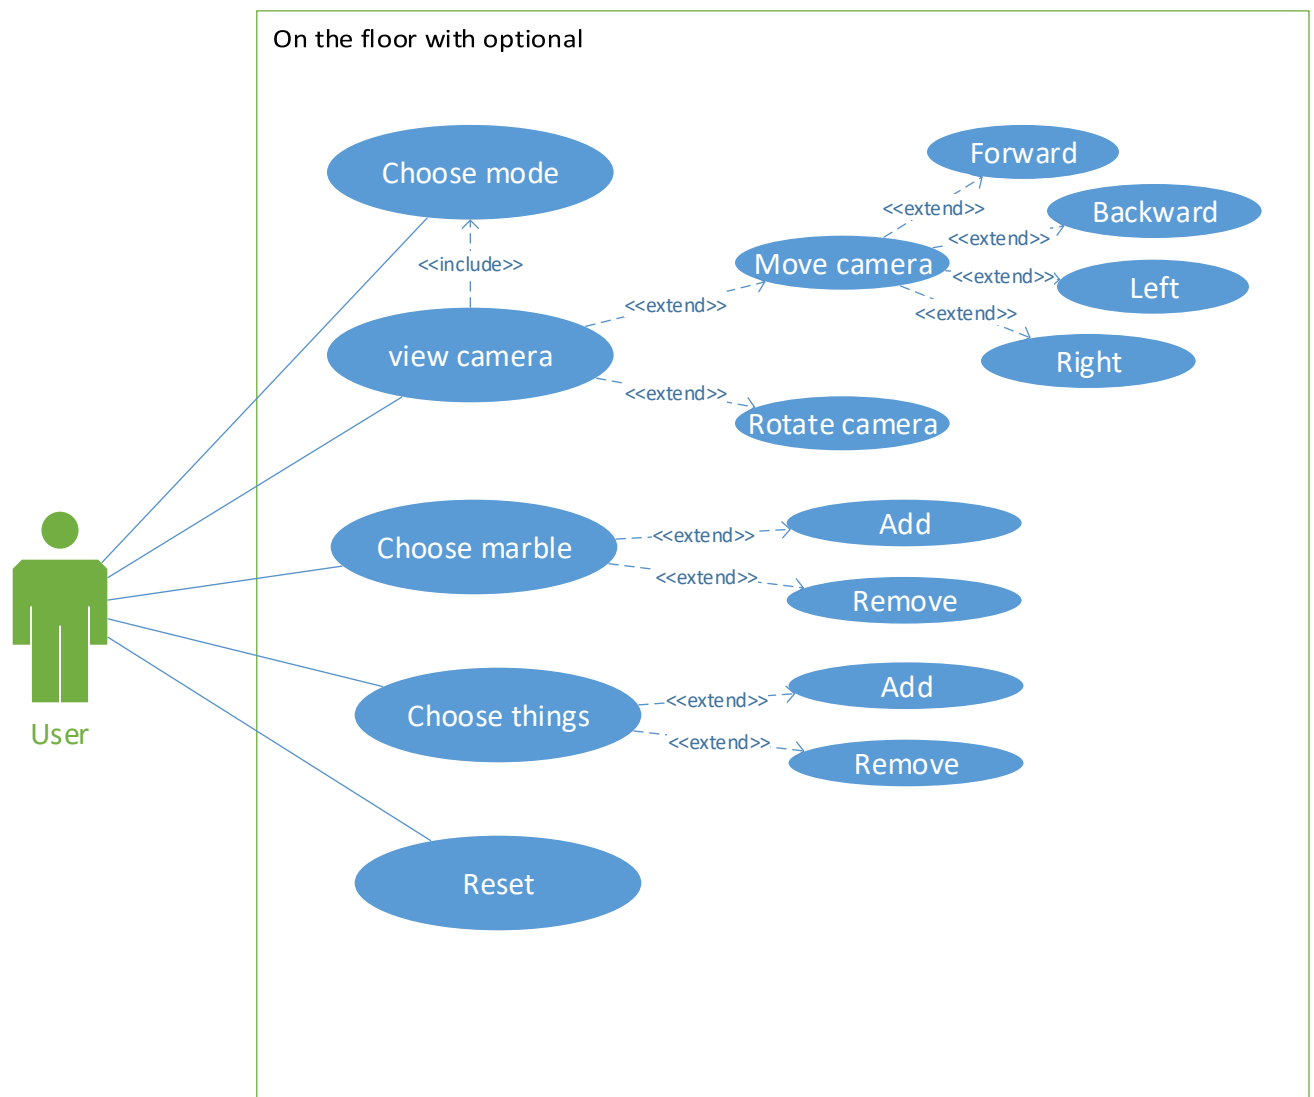 On the floor with optional
Choose mode
<<include>>
view camera
<<extend>>
Move camera
<<extend>>
Forward
<<extend>>
Backward
<<extend>>
Left
<<extend>>
Right
<<extend>>
Rotate camera
Choose marble
<<extend>>
Add
<<extend>>
Remove
Choose things
<<extend>>
Add
<<extend>>
Remove
Reset
User